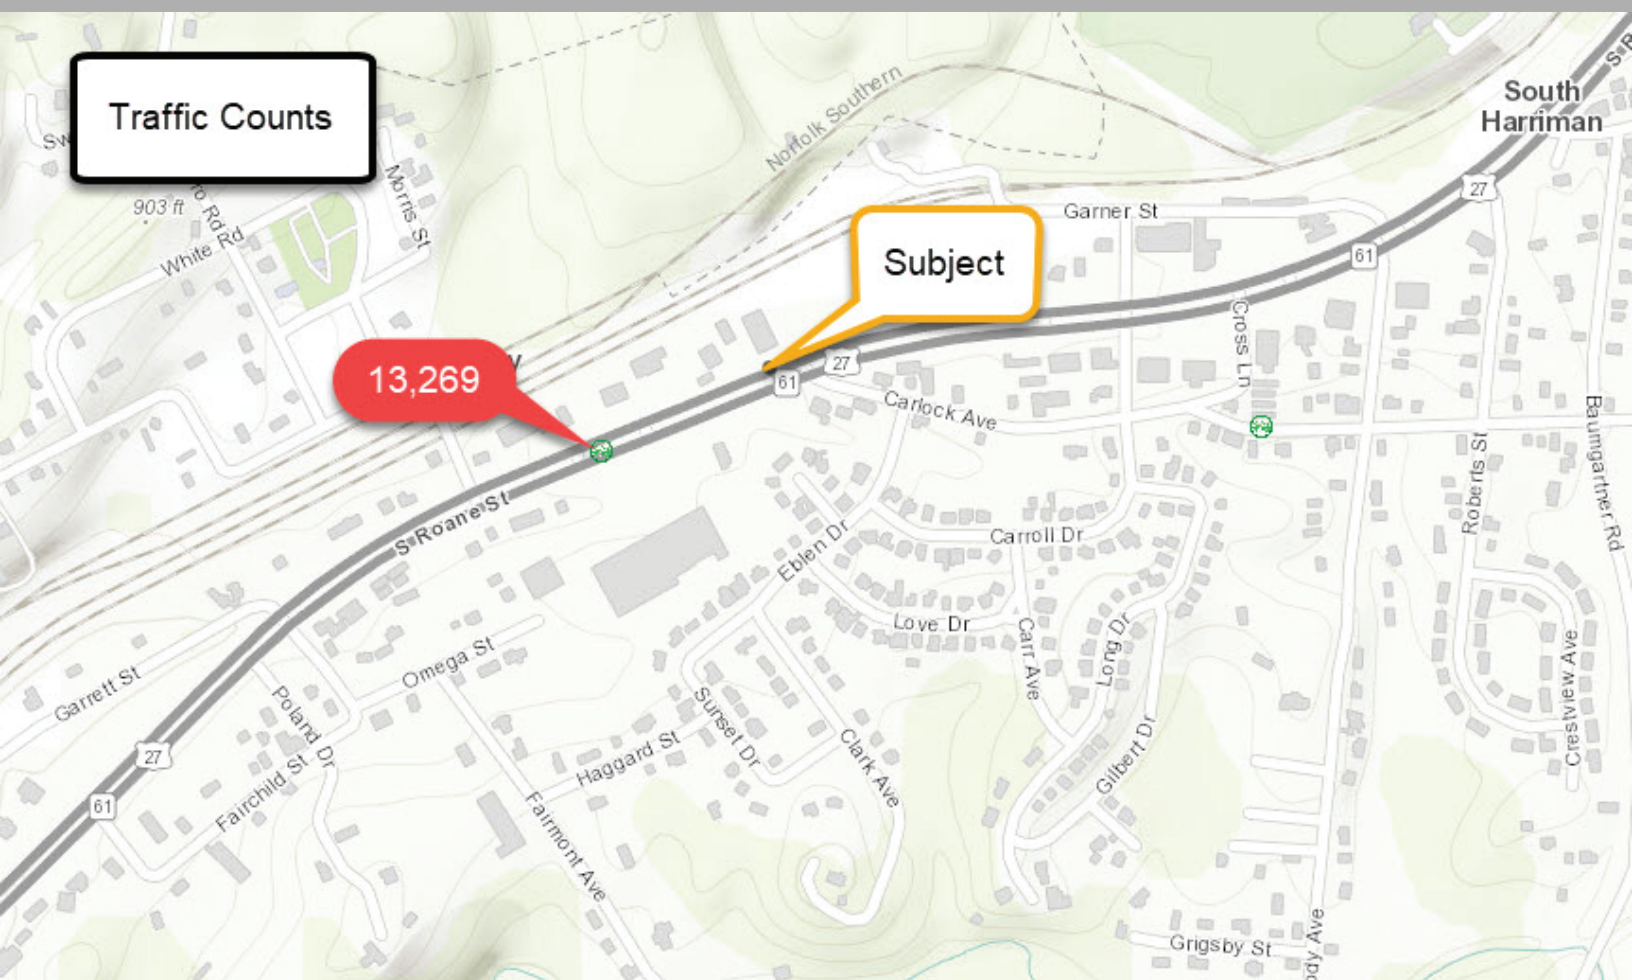 Traffic Counts
South
Harriman
Norfolk Southern
Morris St
903 ft
White Rd
Garner St
27
61
Subject
Cross Ln
13,269
27
61
Carlock Ave
Baumgartner Rd
Roberts St
S Roane St
Eblen Dr
Carroll Dr
Love Dr
Carr Ave
Long Dr
Crestview Ave
Omega St
Garrett St
Poland Dr
Sunset Dr
Haggard St
Clark Ave
Gilbert Dr
27
61
Fairchild St
Fairmont Ave
Grigsby St